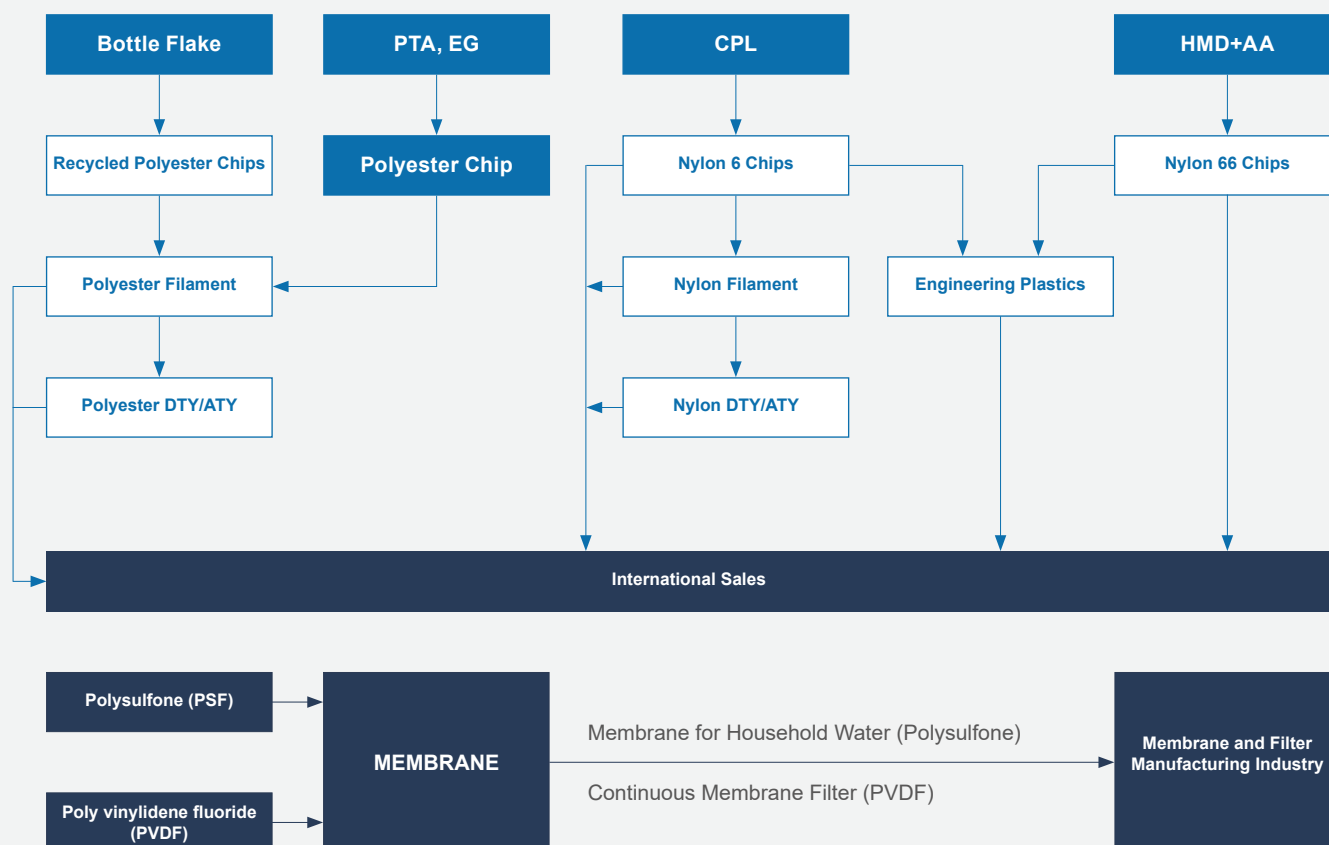 Bottle Flake
PTA, EG
CPL
HMD+AA
Recycled Polyester Chips
Polyester Chip
Nylon 6 Chips
Nylon 66 Chips
Polyester Filament
Nylon Filament
Engineering Plastics
Polyester DTY/ATY
Nylon DTY/ATY
International Sales
Polysulfone (PSF)
Poly vinylidene fluoride
(PVDF)
MEMBRANE
Membrane for Household Water (Polysulfone)
Continuous Membrane Filter (PVDF)
Membrane and Filter
Manufacturing Industry